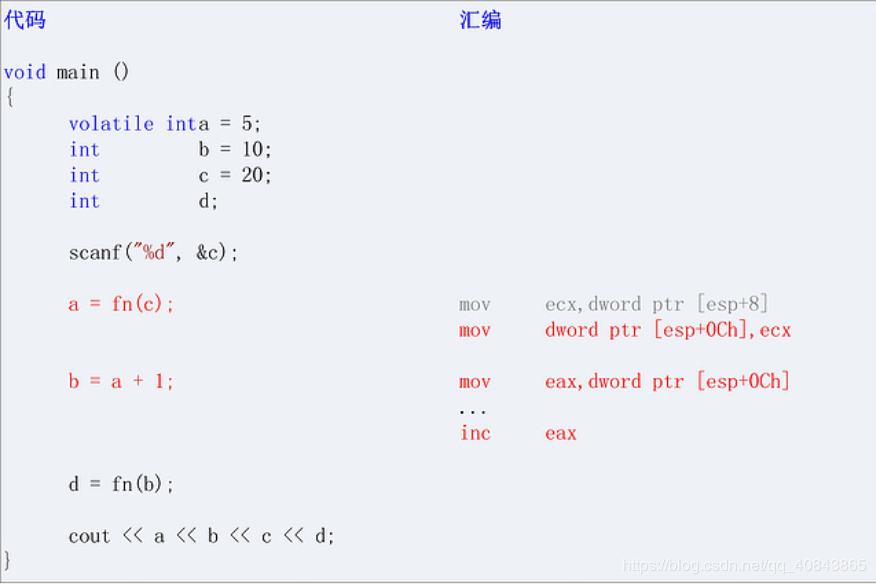 代码 汇编
void main ()
{
volatile int a = 5;
int b = 10;
int c = 20;
int d;
scanf("%d", &c);
a = fn(c); mov ecx,dword ptr [esp+8]
mov dword ptr [esp+0Ch],ecx
b = a + 1; mov eax,dword ptr [esp+0Ch]
...
inc eax
d = fn(b);
cout << a << b << c << d;
}
https://blog.csdn.net/qq_40843865